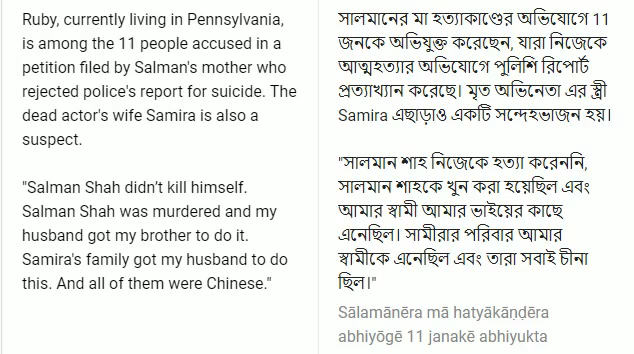 Ruby, currently living in Pennsylvania,
is among the 11 people accused in a
petition filed by Salman's mother who
rejected police's report for suicide. The
dead actor's wife Samira is also a
suspect.
"Salman Shah didn't kill himself.
Salman Shah was murdered and my
husband got my brother to do it.
Samira's family got my husband to do
this. And all of them were Chinese."
সালমানের মা হত্যাকাণ্ডের অভিযোগে 11
জনকে অভিযুক্ত করেছেন, যারা নিজেকে
আত্মহত্যার অভিযোগে পুলিশি রিপোর্ট
প্রত্যাখ্যান করেছে। মৃত অভিনেতা এর স্ত্রী
Samira এছাড়াও একটি সন্দেহভাজন হয়।
"সালমান শাহ নিজেকে হত্যা করেননি,
সালমান শাহকে খুন করা হয়েছিল এবং
আমার স্বামী আমার ভাইয়ের কাছে
এনেছিল। সামীরার পরিবার আমার
স্বামীকে এনেছিল এবং তারা সবাই চীনা
ছিল।"
Sālamānēra mā hatyākāṇḍēra
abhiyōgē 11 janakē abhiyukta